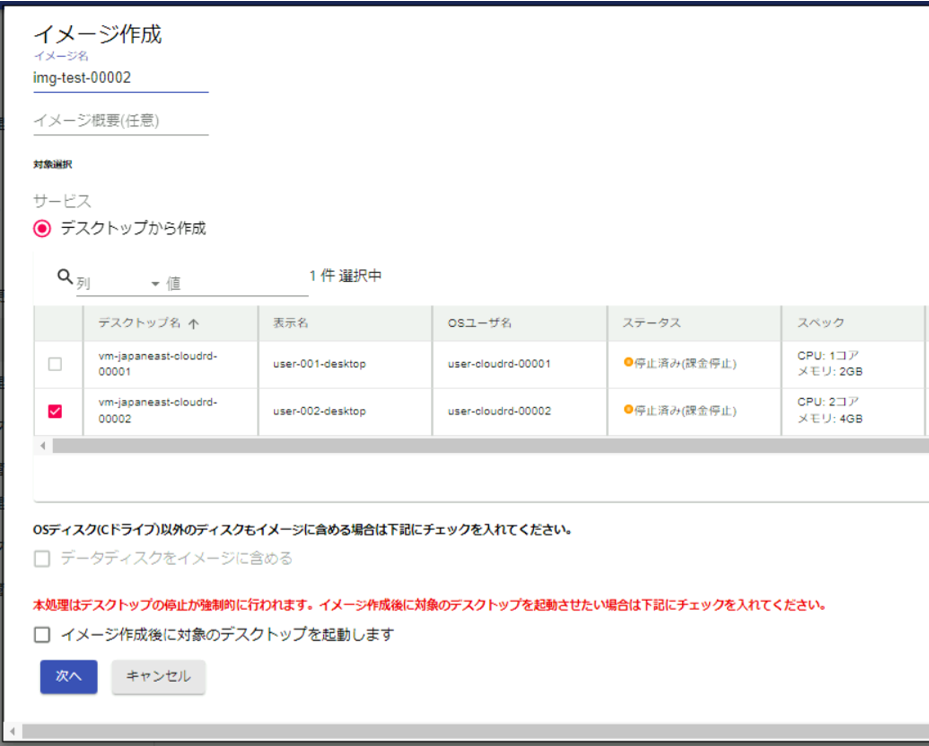 イメージ作成
イメージ名
img-test-00002
イメージ概要(任意)
対象選択
サービス
デスクトップから作成
列 値 1 件 選択中
デスクトップ名 ↑ 表示名 OSユーザ名 ステータス スペック
vm-japaneast-cloudrd-00001 user-001-desktop user-cloudrd-00001 停止済み(課金停止) CPU: 1コア
メモリ: 2GB
vm-japaneast-cloudrd-00002 user-002-desktop user-cloudrd-00002 停止済み(課金停止) CPU: 2コア
メモリ: 4GB
OSディスク(Cドライブ)以外のディスクもイメージに含める場合は下記にチェックを入れてください。
データディスクをイメージに含める
本処理はデスクトップの停止が強制的に行われます。イメージ作成後に対象のデスクトップを起動させたい場合は下記にチェックを入れてください。
イメージ作成後に対象のデスクトップを起動します
次へ キャンセル